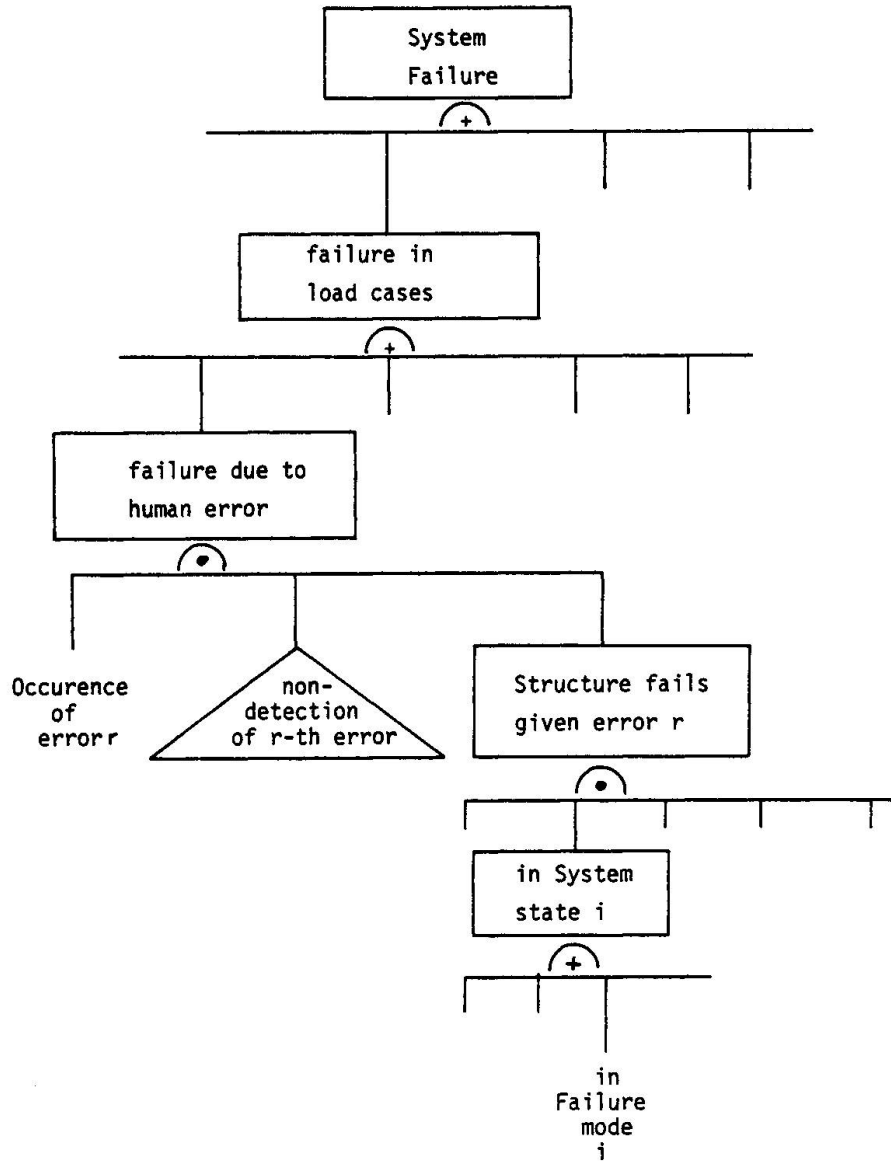 System
Failure
+
failure in
load cases
+
failure due to
human error
•
Occurence
of
error r
non-
detection
of r-th error
Structure fails
given error r
•
in System
state i
+
in
Failure
mode
i